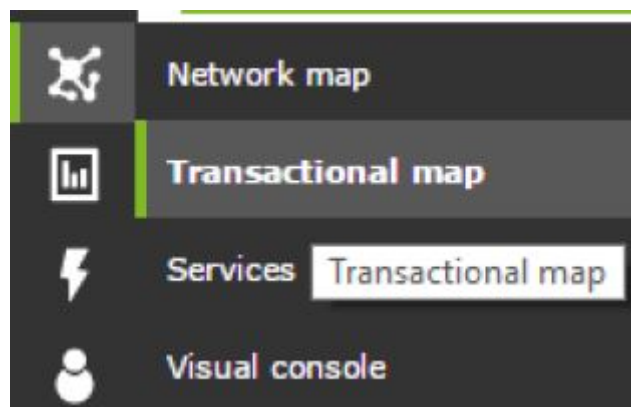 Network map
Transactional map
Services
Transactional map
Visual console